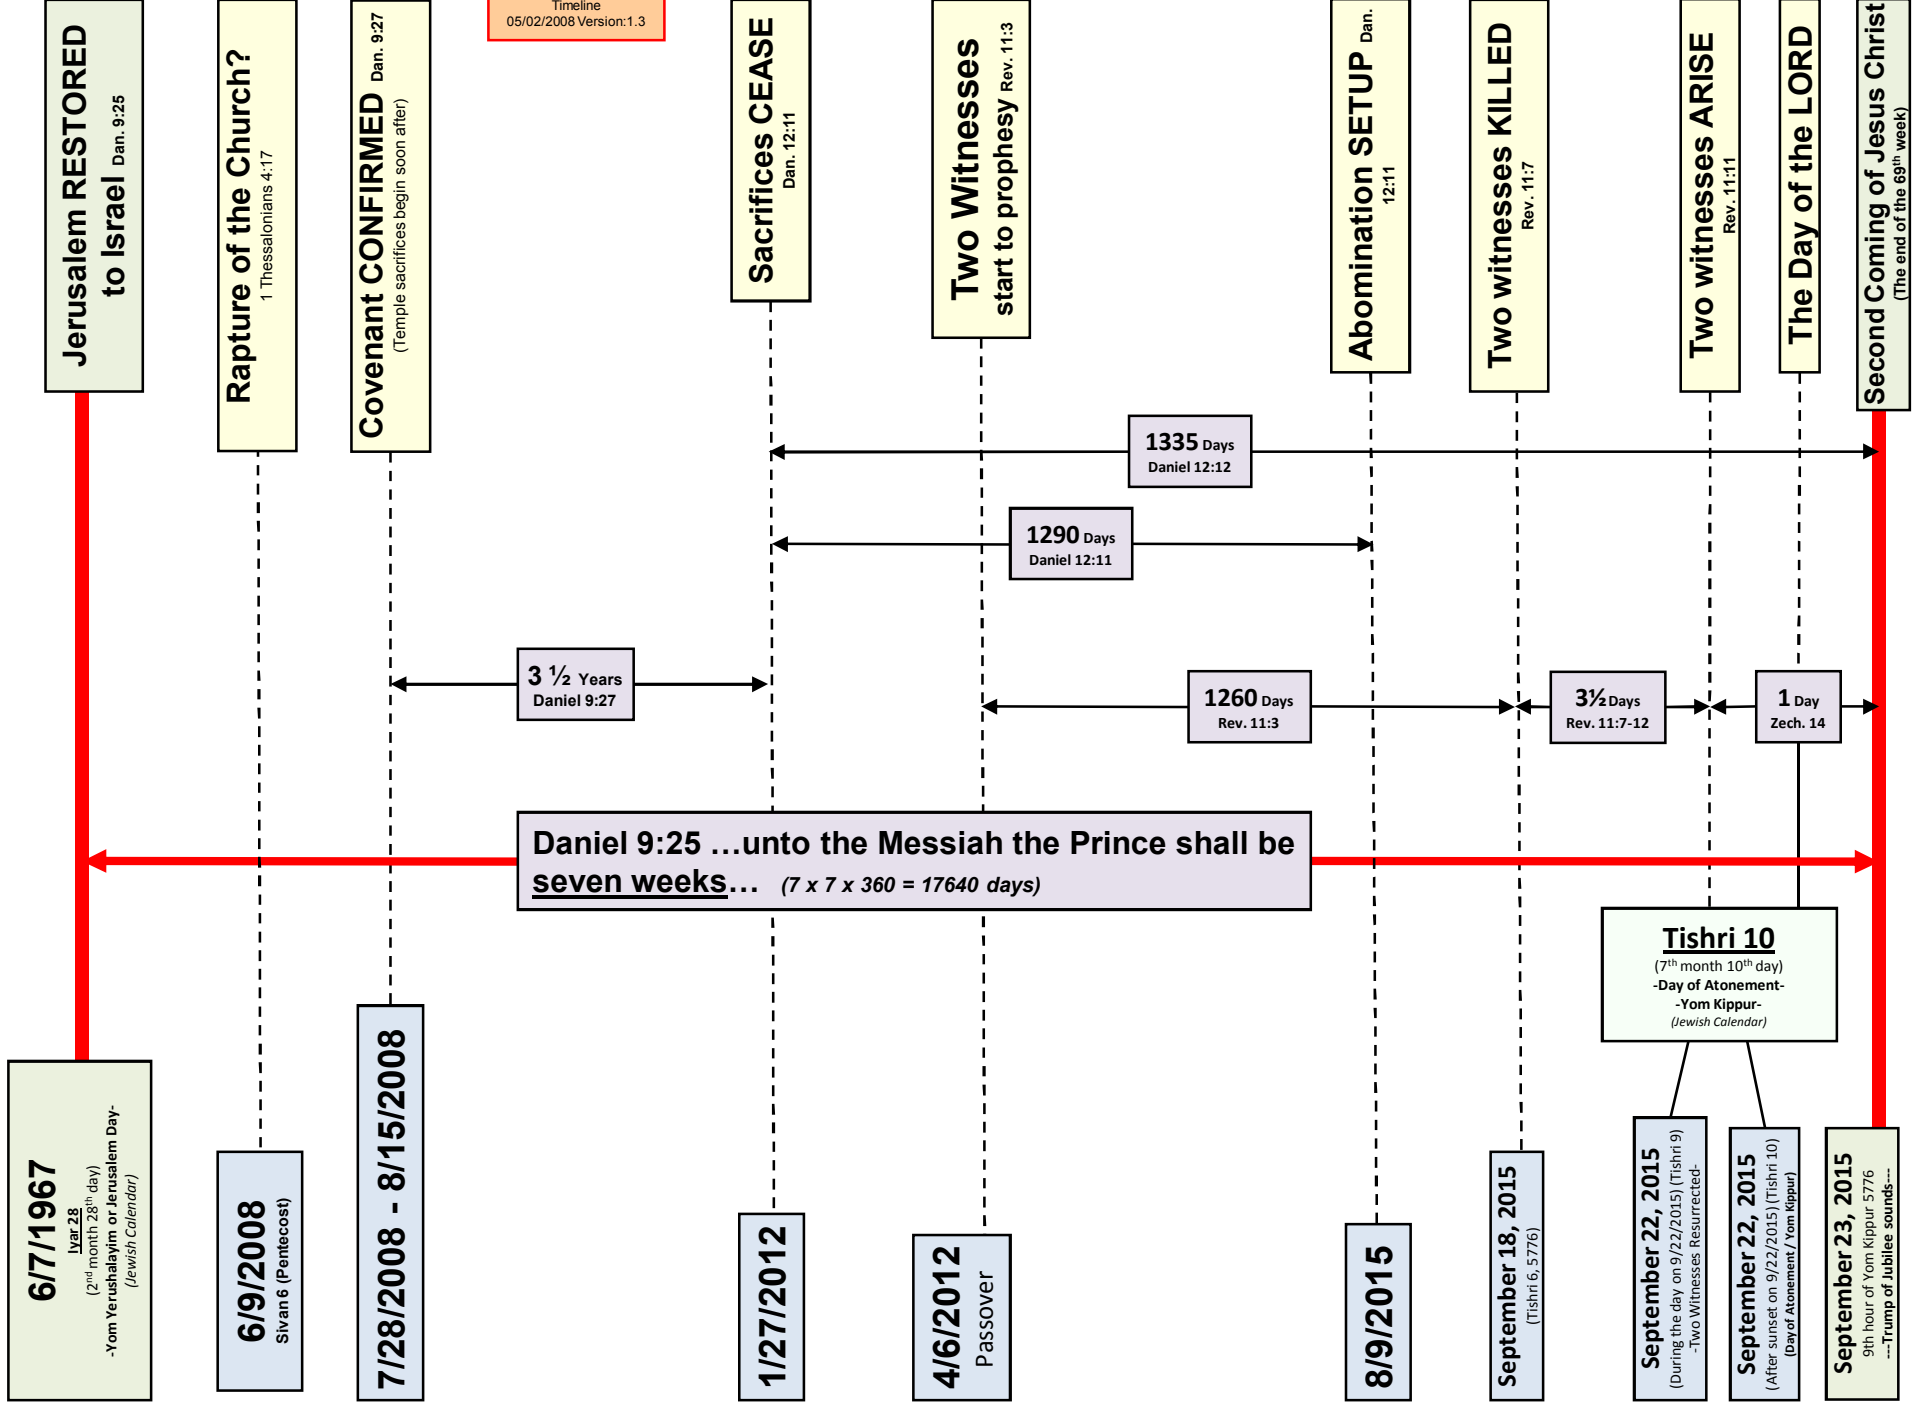 Timeline
05/02/2008 Version:1.3
Jerusalem RESTORED
to Israel Dan. 9:25
Rapture of the Church?
1 Thessalonians 4:17
Covenant CONFIRMED Dan. 9:27
(Temple sacrifices begin soon after)
Sacrifices CEASE
Dan. 12:11
Two Witnesses
start to prophesy Rev. 11:3
Abomination SETUP Dan.
12:11
Two witnesses KILLED
Rev. 11:7
Two witnesses ARISE
Rev. 11:11
The Day of the LORD
Second Coming of Jesus Christ
(The end of the 69th week)
1335 Days
Daniel 12:12
1290 Days
Daniel 12:11
3 ½ Years
Daniel 9:27
1260 Days
Rev. 11:3
3½ Days
Rev. 11:7-12
1 Day
Zech. 14
Daniel 9:25 …unto the Messiah the Prince shall be
seven weeks… (7 x 7 x 360 = 17640 days)
Tishri 10
(7th month 10th day)
-Day of Atonement-
-Yom Kippur-
(Jewish Calendar)
6/7/1967
Iyar 28
(2nd month 28th day)
-Yom Yerushalayim or Jerusalem Day-
(Jewish Calendar)
6/9/2008
Sivan 6 (Pentecost)
7/28/2008 - 8/15/2008
1/27/2012
4/6/2012
Passover
8/9/2015
September 18, 2015
(Tishri 6, 5776)
September 22, 2015
(During the day on 9/22/2015) (Tishri 9)
-Two Witnesses Resurrected-
September 22, 2015
(After sunset on 9/22/2015) (Tishri 10)
(Day of Atonement / Yom Kippur)
September 23, 2015
9th hour of Yom Kippur 5776
---Trump of Jubilee sounds---